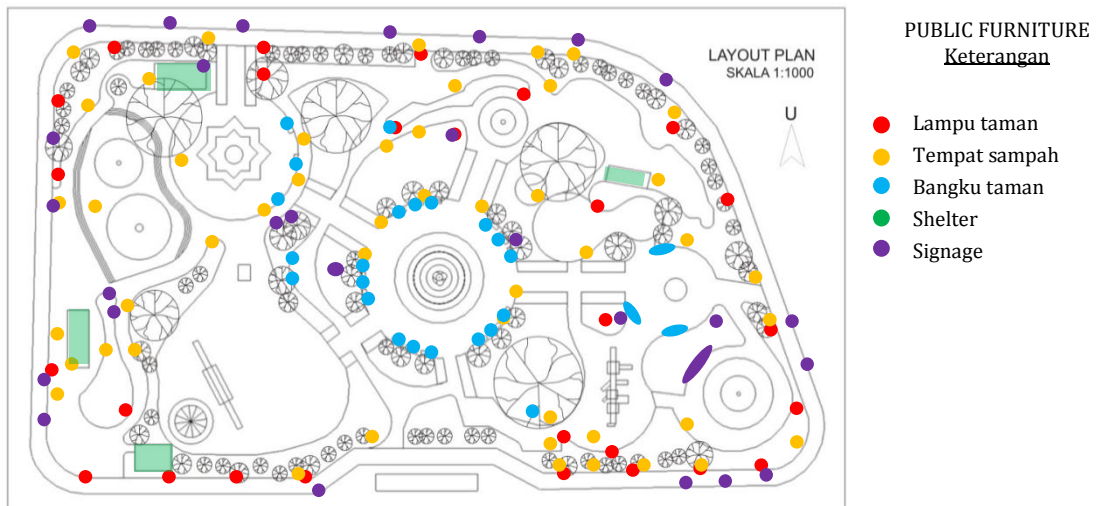 LAYOUT PLAN
SKALA 1:1000
U
PUBLIC FURNITURE
Keterangan
Lampu taman
Tempat sampah
Bangku taman
Shelter
Signage